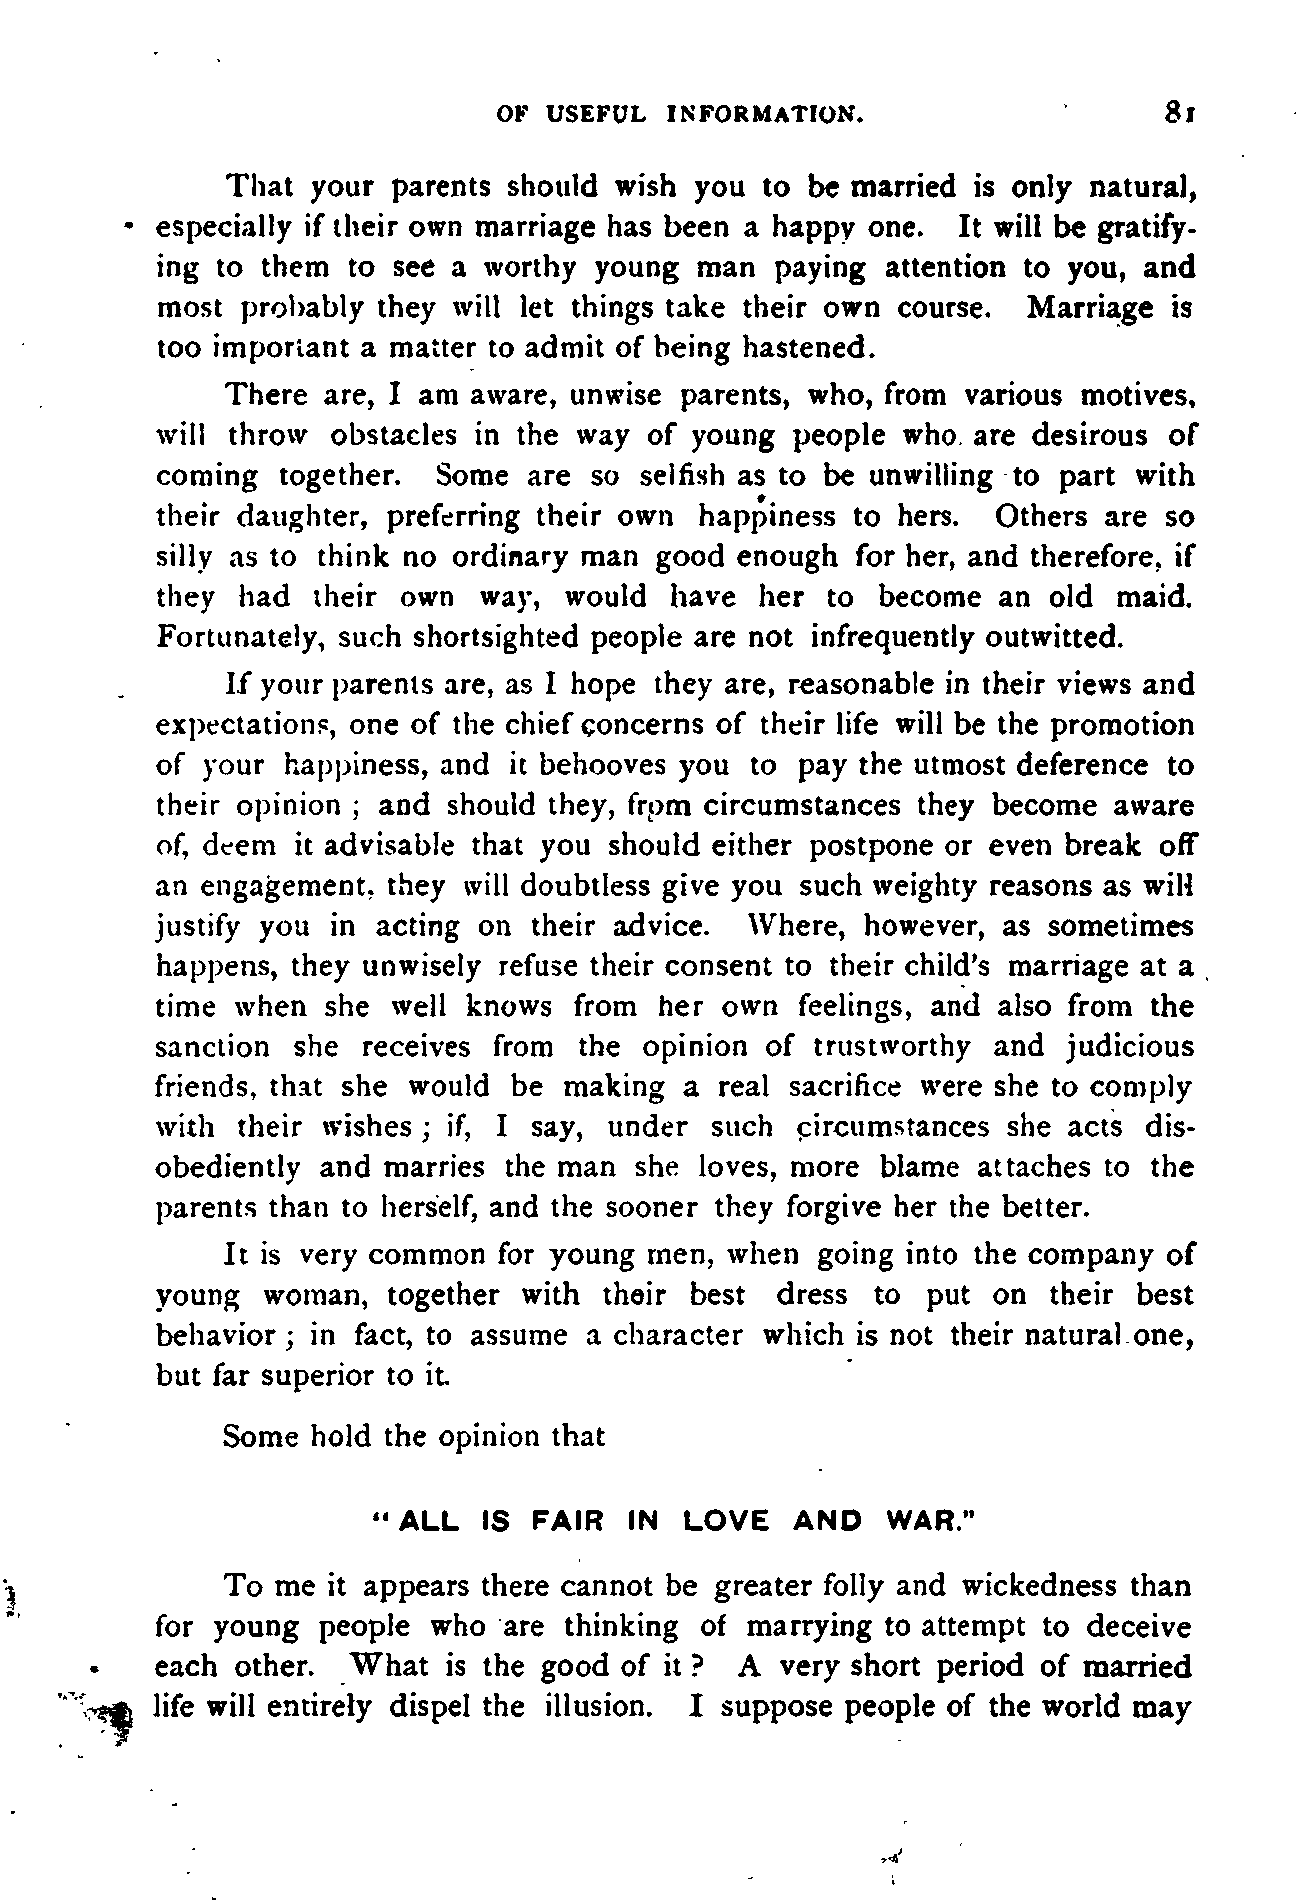 OF USEFUL INFORMATION. 81
That your parents should wish you to be married is only natural,
especially if their own marriage has been a happy one. It will be gratify-
ing to them to see a worthy young man paying attention to you, and
most probably they will let things take their own course. Marriage is
too important a matter to admit of being hastened.
There are, I am aware, unwise parents, who, from various motives,
will throw obstacles in the way of young people who are desirous of
coming together. Some are so selfish as to be unwilling to part with
their daughter, preferring their own happiness to hers. Others are so
silly as to think no ordinary man good enough for her, and therefore, if
they had their own way, would have her to become an old maid.
Fortunately, such shortsighted people are not infrequently outwitted.
If your parents are, as I hope they are, reasonable in their views and
expectations, one of the chief concerns of their life will be the promotion
of your happiness, and it behooves you to pay the utmost deference to
their opinion ; and should they, from circumstances they become aware
of, deem it advisable that you should either postpone or even break off
an engagement, they will doubtless give you such weighty reasons as will
justify you in acting on their advice. Where, however, as sometimes
happens, they unwisely refuse their consent to their child's marriage at a
time when she well knows from her own feelings, and also from the
sanction she receives from the opinion of trustworthy and judicious
friends, that she would be making a real sacrifice were she to comply
with their wishes ; if, I say, under such circumstances she acts dis-
obediently and marries the man she loves, more blame attaches to the
parents than to herself, and the sooner they forgive her the better.
It is very common for young men, when going into the company of
young woman, together with their best dress to put on their best
behavior ; in fact, to assume a character which is not their natural one,
but far superior to it.
Some hold the opinion that
"ALL IS FAIR IN LOVE AND WAR."
To me it appears there cannot be greater folly and wickedness than
for young people who are thinking of marrying to attempt to deceive
each other. What is the good of it ? A very short period of married
life will entirely dispel the illusion. I suppose people of the world may